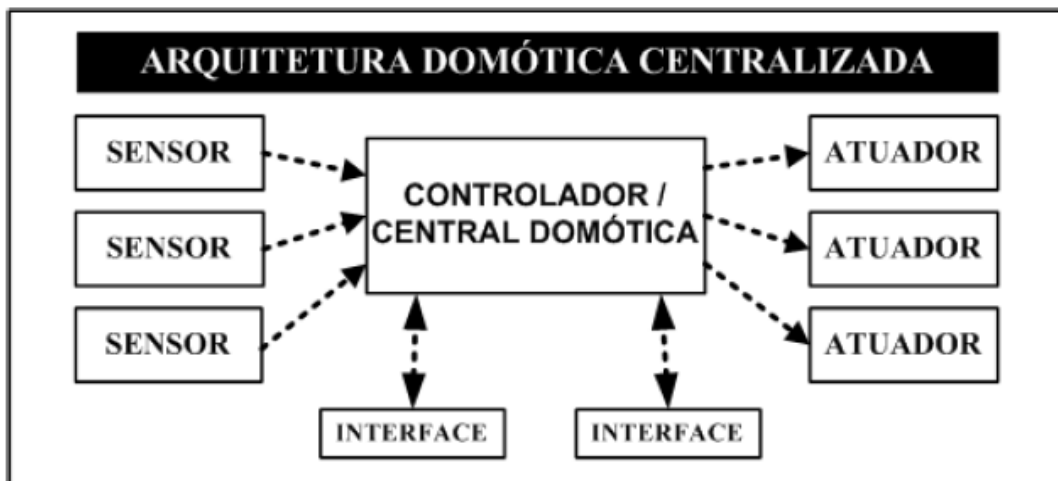 ARQUITETURA DOMÓTICA CENTRALIZADA
SENSOR
SENSOR
SENSOR
CONTROLADOR /
CENTRAL DOMÓTICA
ATUADOR
ATUADOR
ATUADOR
INTERFACE
INTERFACE